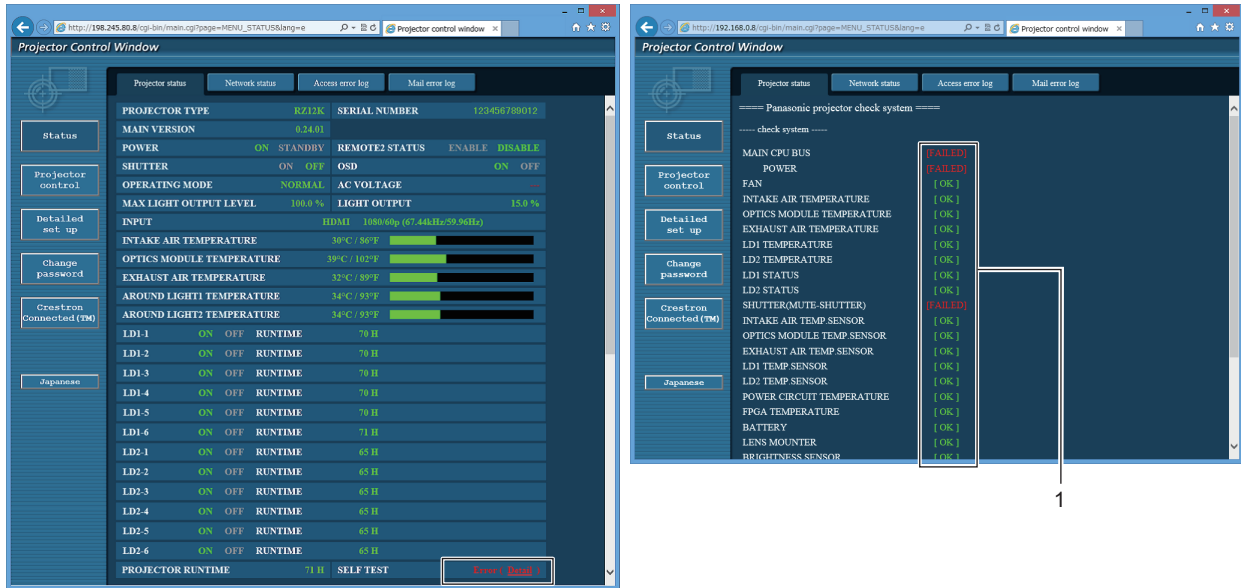 http://198.245.80.8/cgi-bin/main.cgi?page=MENU_STATUS&lang=e Projector control window
Projector Control Window
Projector status Network status Access error log Mail error log
Status
Projector control
Detailed set up
Change password
Crestron Connected(TM)
Japanese
PROJECTOR TYPE RZ12K SERIAL NUMBER 123456789012
MAIN VERSION 0.24.01
POWER ON STANDBY REMOTE2 STATUS ENABLE DISABLE
SHUTTER ON OFF OSD ON OFF
OPERATING MODE NORMAL AC VOLTAGE
MAX LIGHT OUTPUT LEVEL 100.0 % LIGHT OUTPUT 15.0 %
INPUT HDMI 1080/60p (67.44kHz/59.96Hz)
INTAKE AIR TEMPERATURE 30°C / 86°F
OPTICS MODULE TEMPERATURE 39°C / 102°F
EXHAUST AIR TEMPERATURE 32°C / 89°F
AROUND LIGHT1 TEMPERATURE 34°C / 93°F
AROUND LIGHT2 TEMPERATURE 34°C / 93°F
LD1-1 ON OFF RUNTIME 70 H
LD1-2 ON OFF RUNTIME 70 H
LD1-3 ON OFF RUNTIME 70 H
LD1-4 ON OFF RUNTIME 70 H
LD1-5 ON OFF RUNTIME 70 H
LD1-6 ON OFF RUNTIME 71 H
LD2-1 ON OFF RUNTIME 65 H
LD2-2 ON OFF RUNTIME 65 H
LD2-3 ON OFF RUNTIME 65 H
LD2-4 ON OFF RUNTIME 65 H
LD2-5 ON OFF RUNTIME 65 H
LD2-6 ON OFF RUNTIME 65 H
PROJECTOR RUNTIME 71 H SELF TEST Error ( Detail )
http://192.168.0.8/cgi-bin/main.cgi?page=MENU_STATUS&lang=e Projector control window
Projector Control Window
Projector status Network status Access error log Mail error log
Status
Projector control
Detailed set up
Change password
Crestron Connected(TM)
Japanese
==== Panasonic projector check system ====
----- check system -----
MAIN CPU BUS [FAILED]
POWER [FAILED]
FAN [ OK ]
INTAKE AIR TEMPERATURE [ OK ]
OPTICS MODULE TEMPERATURE [ OK ]
EXHAUST AIR TEMPERATURE [ OK ]
LD1 TEMPERATURE [ OK ]
LD2 TEMPERATURE [ OK ]
LD1 STATUS [ OK ]
LD2 STATUS [ OK ]
SHUTTER(MUTE-SHUTTER) [FAILED]
INTAKE AIR TEMP.SENSOR [ OK ]
OPTICS MODULE TEMP.SENSOR [ OK ]
EXHAUST AIR TEMP.SENSOR [ OK ]
LD1 TEMP.SENSOR [ OK ]
LD2 TEMP.SENSOR [ OK ]
POWER CIRCUIT TEMPERATURE [ OK ]
FPGA TEMPERATURE [ OK ]
BATTERY [ OK ]
LENS MOUNTER [ OK ]
BRIGHTNESS SENSOR [ OK ]
1